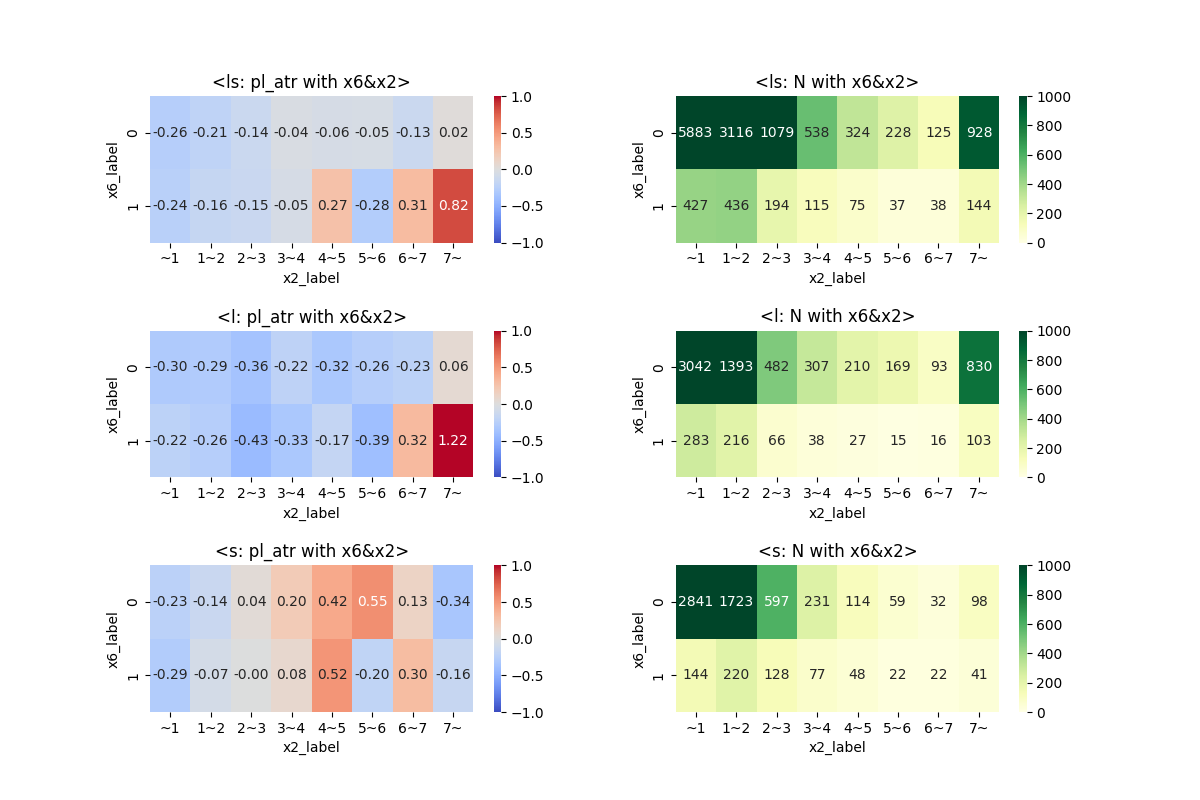 <ls: pl_atr with x6&x2>
x6_label
0 -0.26 -0.21 -0.14 -0.04 -0.06 -0.05 -0.13 0.02
1 -0.24 -0.16 -0.15 -0.05 0.27 -0.28 0.31 0.82
~1 1~2 2~3 3~4 4~5 5~6 6~7 7~
x2_label
1.0
0.5
0.0
−0.5
−1.0
<ls: N with x6&x2>
x6_label
0 5883 3116 1079 538 324 228 125 928
1 427 436 194 115 75 37 38 144
~1 1~2 2~3 3~4 4~5 5~6 6~7 7~
x2_label
1000
800
600
400
200
0
<l: pl_atr with x6&x2>
x6_label
0 -0.30 -0.29 -0.36 -0.22 -0.32 -0.26 -0.23 0.06
1 -0.22 -0.26 -0.43 -0.33 -0.17 -0.39 0.32 1.22
~1 1~2 2~3 3~4 4~5 5~6 6~7 7~
x2_label
1.0
0.5
0.0
−0.5
−1.0
<l: N with x6&x2>
x6_label
0 3042 1393 482 307 210 169 93 830
1 283 216 66 38 27 15 16 103
~1 1~2 2~3 3~4 4~5 5~6 6~7 7~
x2_label
1000
800
600
400
200
0
<s: pl_atr with x6&x2>
x6_label
0 -0.23 -0.14 0.04 0.20 0.42 0.55 0.13 -0.34
1 -0.29 -0.07 -0.00 0.08 0.52 -0.20 0.30 -0.16
~1 1~2 2~3 3~4 4~5 5~6 6~7 7~
x2_label
1.0
0.5
0.0
−0.5
−1.0
<s: N with x6&x2>
x6_label
0 2841 1723 597 231 114 59 32 98
1 144 220 128 77 48 22 22 41
~1 1~2 2~3 3~4 4~5 5~6 6~7 7~
x2_label
1000
800
600
400
200
0